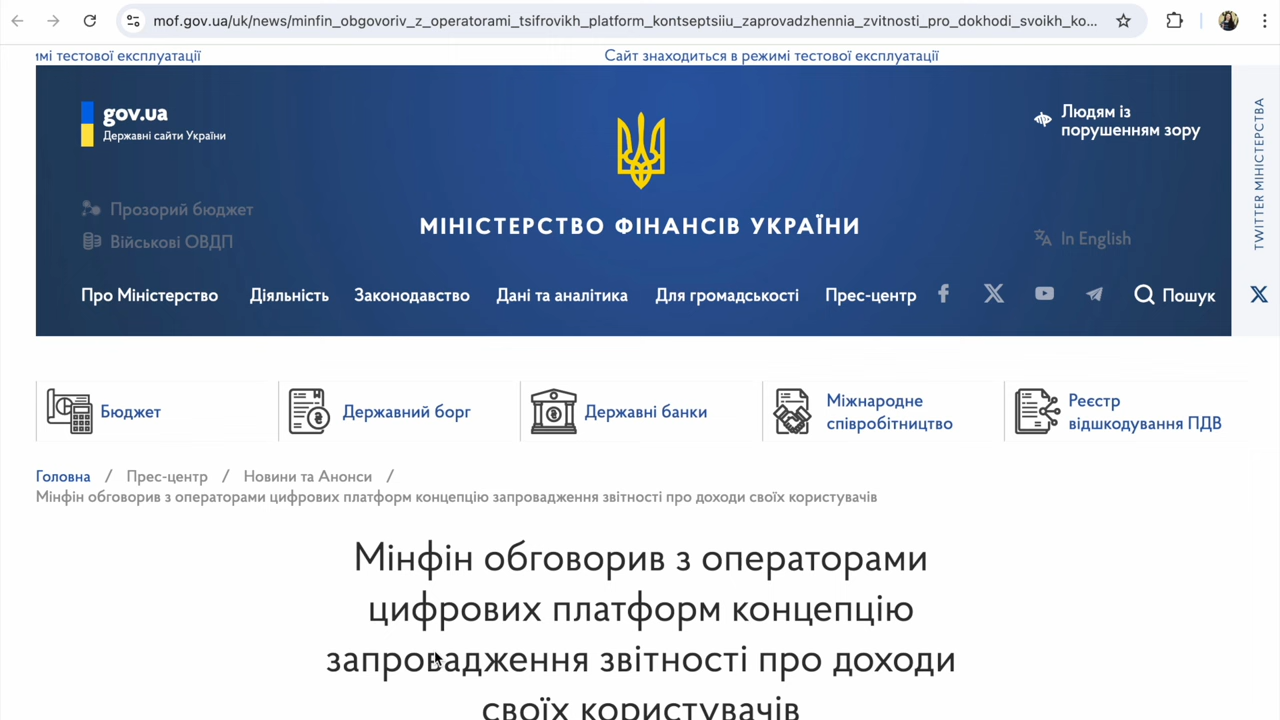 mof.gov.ua/uk/news/minfin_obgovoriv_z_operatorami_tsifrovikh_platform_kontseptsiiu_zaprovadzhennia_zvitnosti_pro_dokhodi_svoikh_ko...
імі тестової експлуатації
Сайт знаходиться в режимі тестової експлуатації
gov.ua
Державні сайти України
Людям із
порушенням зору
TWITTER МІНІСТЕРСТВА
Прозорий бюджет
Військові ОВДП
МІНІСТЕРСТВО ФІНАНСІВ УКРАЇНИ
In English
Про Міністерство Діяльність Законодавство Дані та аналітика Для громадськості Прес-центр Пошук
Бюджет
Державний борг
Державні банки
Міжнародне
співробітництво
Реєстр
відшкодування ПДВ
Головна / Прес-центр / Новини та Анонси /
Мінфін обговорив з операторами цифрових платформ концепцію запровадження звітності про доходи своїх користувачів
Мінфін обговорив з операторами
цифрових платформ концепцію
запровадження звітності про доходи
своїх користувачів